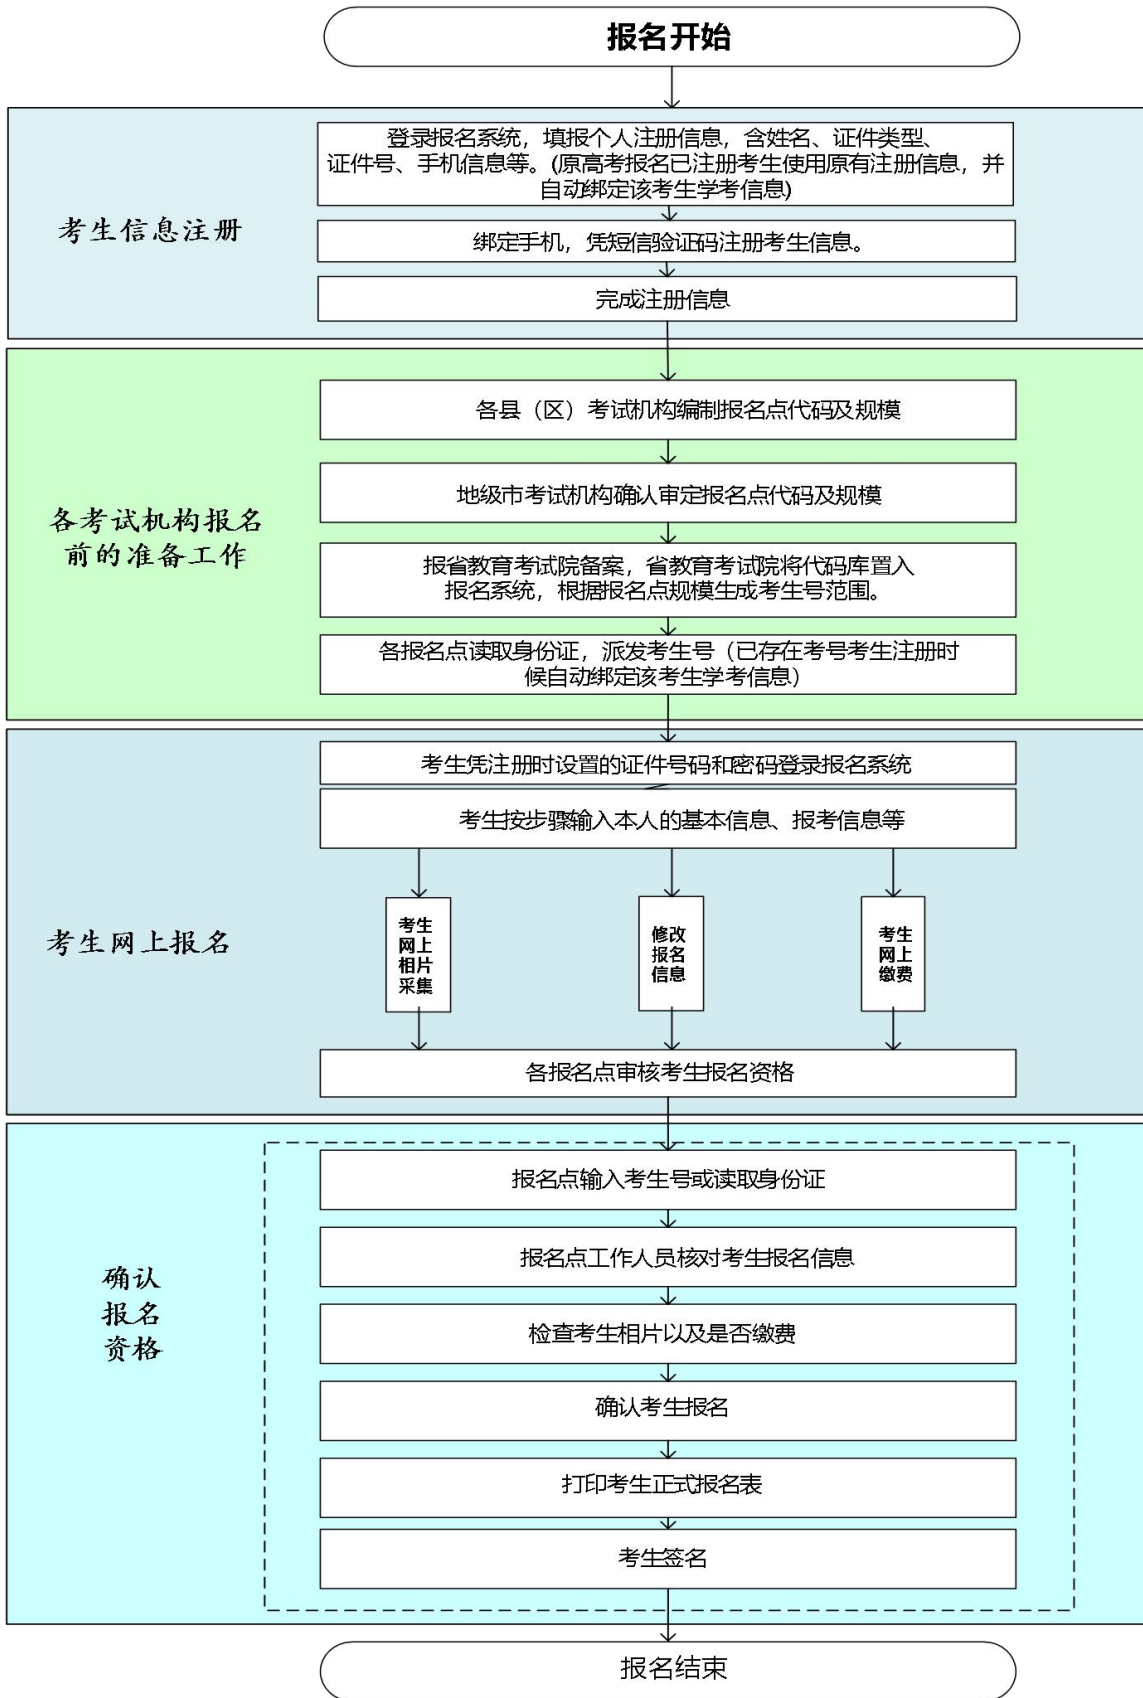 报名开始
考生信息注册
登录报名系统，填报个人注册信息，含姓名、证件类型、
证件号、手机信息等。(原高考报名已注册考生使用原有注册信息，并
自动绑定该考生学考信息)
绑定手机，凭短信验证码注册考生信息。
完成注册信息
各考试机构报名
前的准备工作
各县（区）考试机构编制报名点代码及规模
地级市考试机构确认审定报名点代码及规模
报省教育考试院备案，省教育考试院将代码库置入
报名系统，根据报名点规模生成考生号范围。
各报名点读取身份证，派发考生号（已存在考号考生注册时
候自动绑定该考生学考信息）
考生网上报名
考生凭注册时设置的证件号码和密码登录报名系统
考生按步骤输入本人的基本信息、报考信息等
考生
网上
相片
采集
修改
报名
信息
考生
网上
缴费
各报名点审核考生报名资格
确认
报名
资格
报名点输入考生号或读取身份证
报名点工作人员核对考生报名信息
检查考生相片以及是否缴费
确认考生报名
打印考生正式报名表
考生签名
报名结束